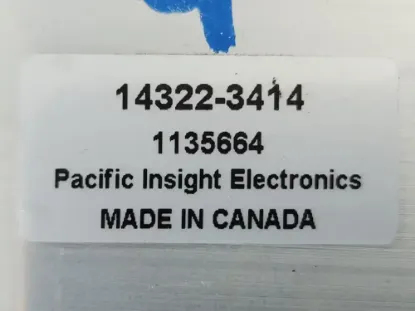 14322-3414
1135664
Pacific Insight Electronics
MADE IN CANADA